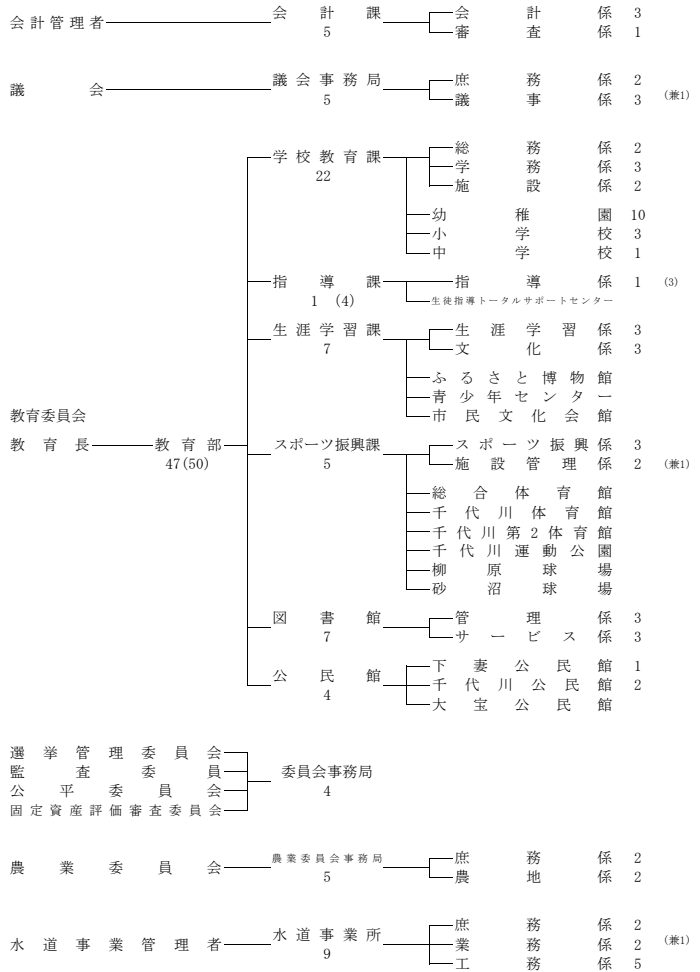 会計管理者 会計課 会計係 3
5 審査係 1
議会 議会事務局 庶務係 2
5 議事係 3 (兼1)
学校教育課 総務係 2
22 学務係 3
施設係 2
幼稚園 10
小学校 3
中学校 1
指導課 指導係 1 (3)
1 (4) 生徒指導トータルサポートセンター
生涯学習課 生涯学習係 3
7 文化係 3
ふるさと博物館
青少年センター
教育委員会 市民文化会館
教育長 教育部 スポーツ振興課 スポーツ振興係 3
47(50) 5 施設管理係 2 (兼1)
総合体育館
千代川体育館
千代川第2体育館
千代川運動公園
柳原球場
砂沼球場
図書館 管理係 3
7 サービス係 3
公民館 下妻公民館 1
4 千代川公民館 2
大宝公民館
選挙管理委員会
監査委員 委員会事務局
公平委員会 4
固定資産評価審査委員会
農業委員会 農業委員会事務局 庶務係 2
5 農地係 2
水道事業管理者 水道事業所 庶務係 2
9 業務係 2 (兼1)
工務係 5